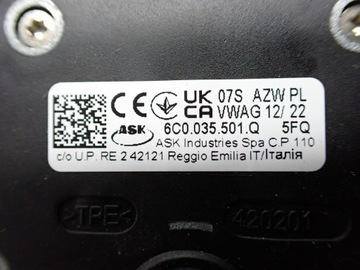 CE UK CA 07S AZW PL
VWAG 12/ 22
ASK 6C0.035.501.Q 5FQ
ASK Industries Spa C.P. 110
c/o U.P. RE 2 42121 Reggio Emilia IT/Італія
>TPE<
420201